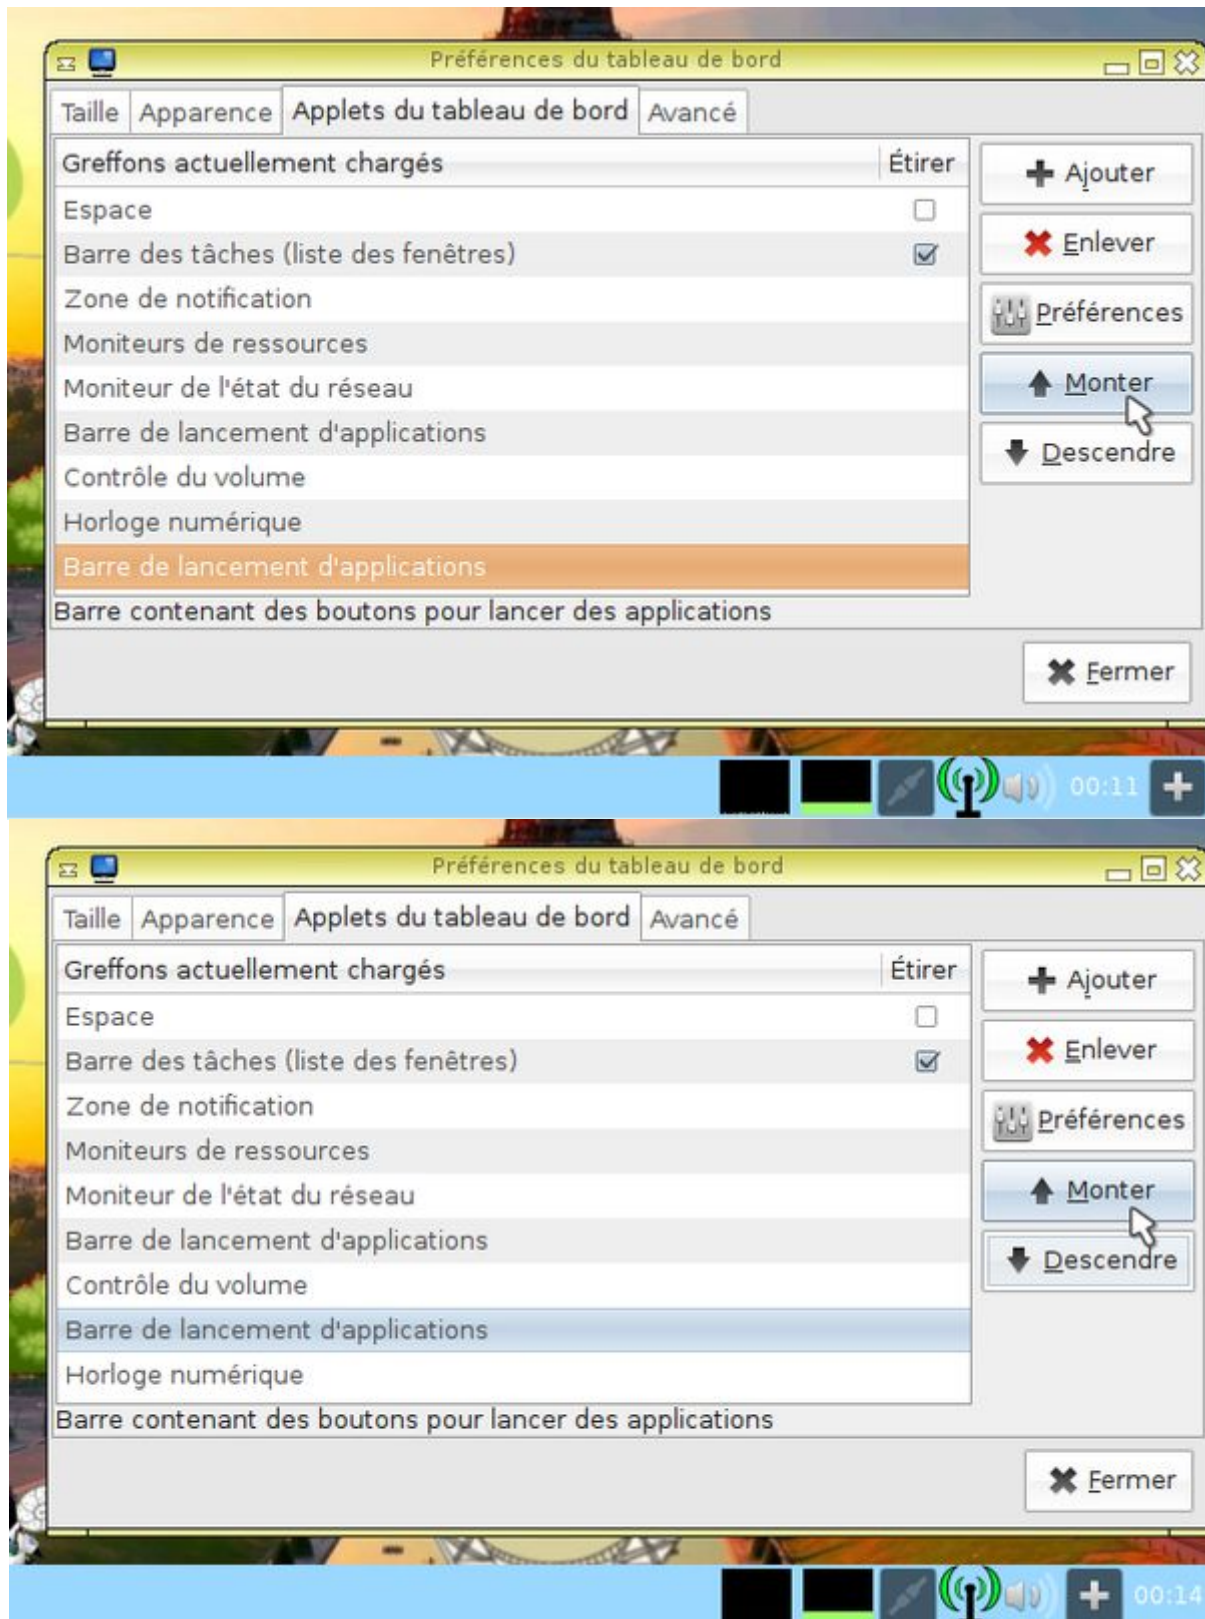 Préférences du tableau de bord
Taille Apparence Applets du tableau de bord Avancé
Greffons actuellement chargés Étirer
Ajouter
Espace
Enlever
Barre des tâches (liste des fenêtres)
Zone de notification
Préférences
Moniteurs de ressources
Moniteur de l'état du réseau
Monter
Barre de lancement d'applications
Descendre
Contrôle du volume
Horloge numérique
Barre de lancement d'applications
Barre contenant des boutons pour lancer des applications
Fermer
00:11
Préférences du tableau de bord
Taille Apparence Applets du tableau de bord Avancé
Greffons actuellement chargés Étirer
Ajouter
Espace
Enlever
Barre des tâches (liste des fenêtres)
Zone de notification
Préférences
Moniteurs de ressources
Moniteur de l'état du réseau
Monter
Barre de lancement d'applications
Descendre
Contrôle du volume
Barre de lancement d'applications
Horloge numérique
Barre contenant des boutons pour lancer des applications
Fermer
00:14